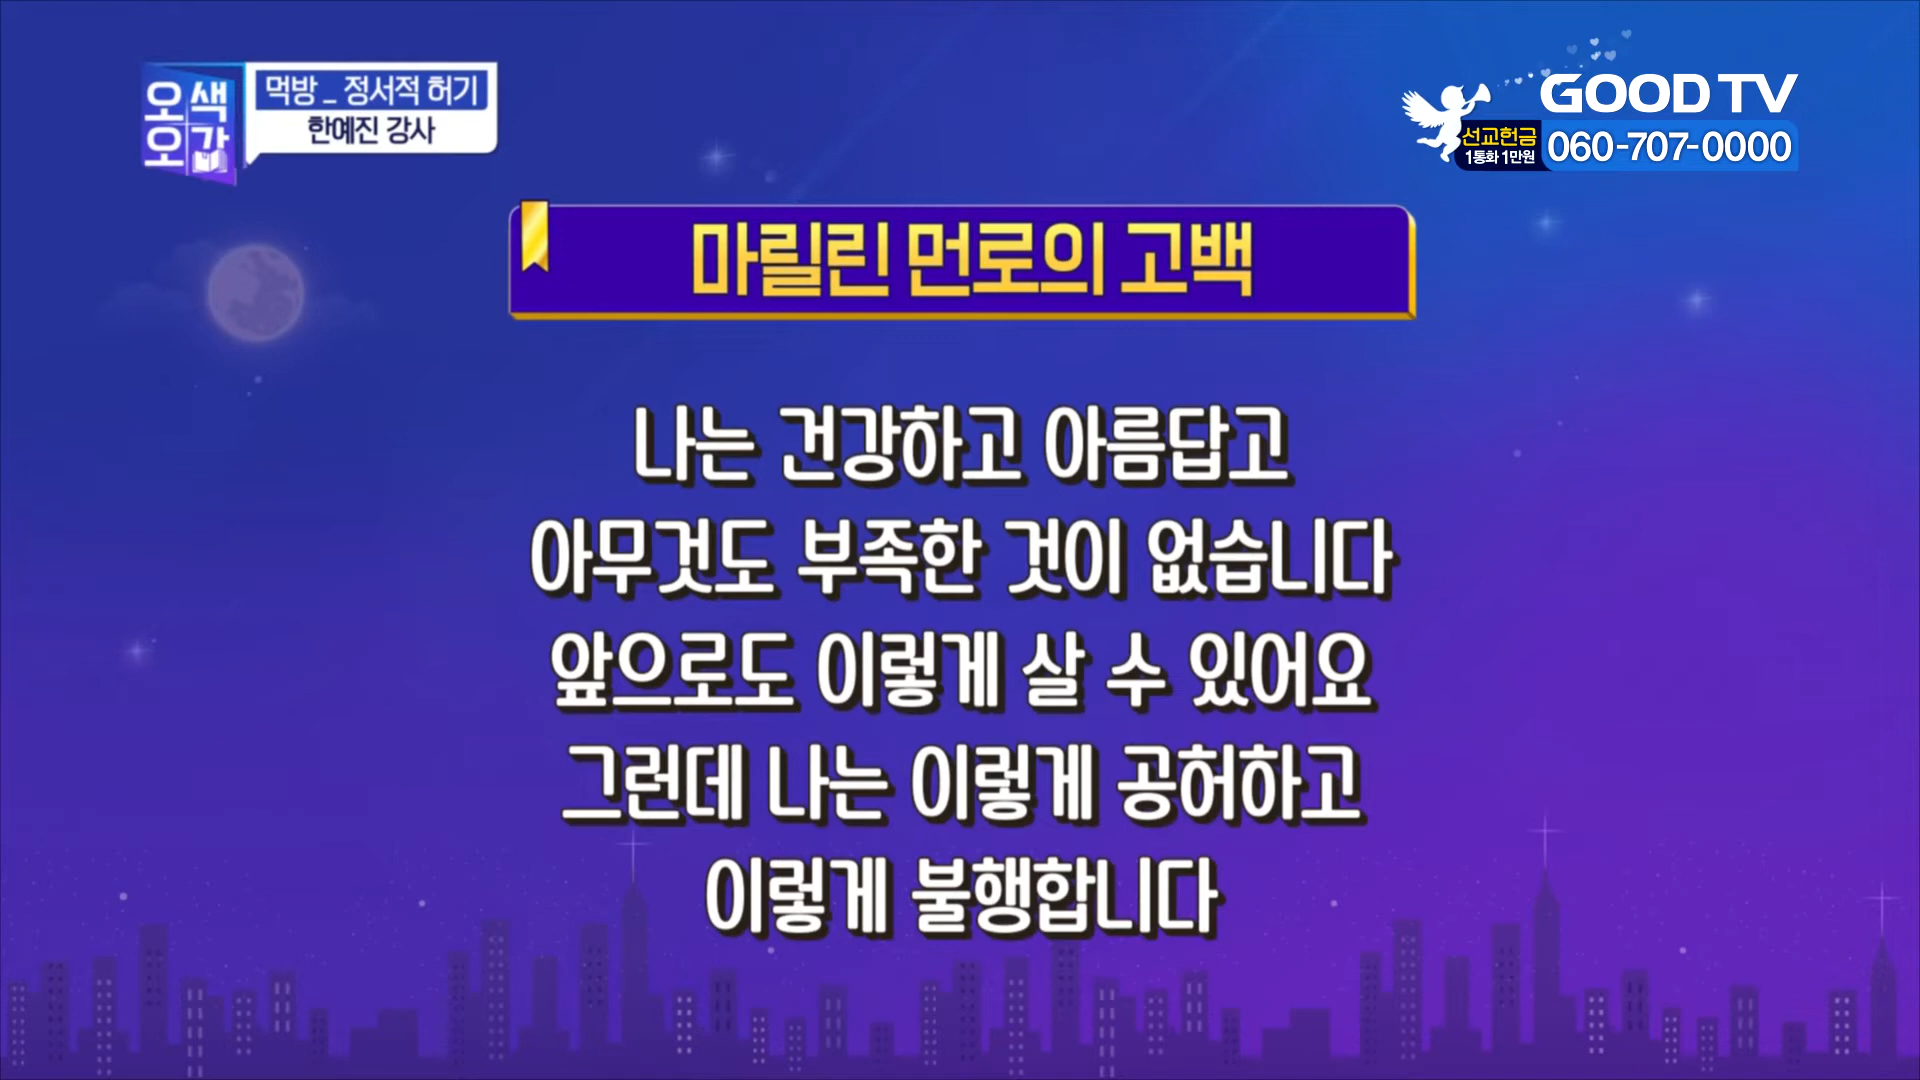 오색
오감
먹방 _ 정서적 허기
한예진 강사
GOOD TV
선교헌금
1통화 1만원
060-707-0000
마릴린 먼로의 고백
나는 건강하고 아름답고
아무것도 부족한 것이 없습니다
앞으로도 이렇게 살 수 있어요
그런데 나는 이렇게 공허하고
이렇게 불행합니다